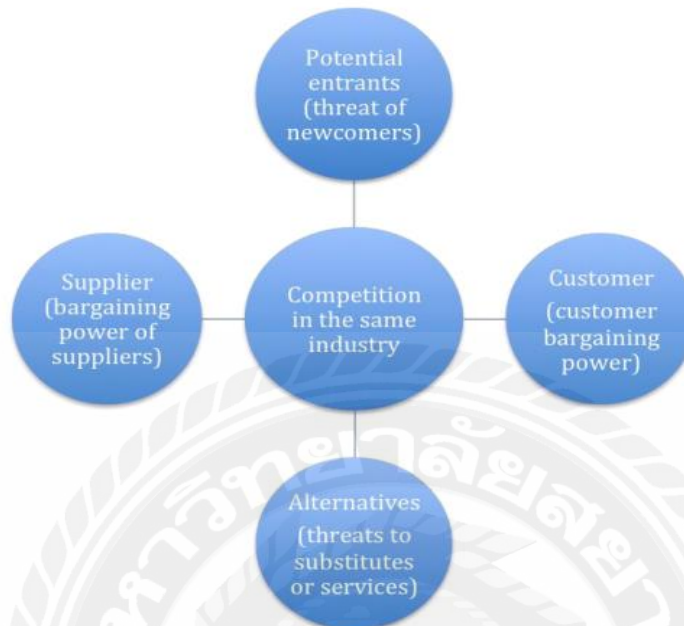 Potential
entrants
(threat of
newcomers)
Supplier
(bargaining
power of
suppliers)
Competition
in the same
industry
Customer
(customer
bargaining
power)
Alternatives
(threats to
substitutes
or services)